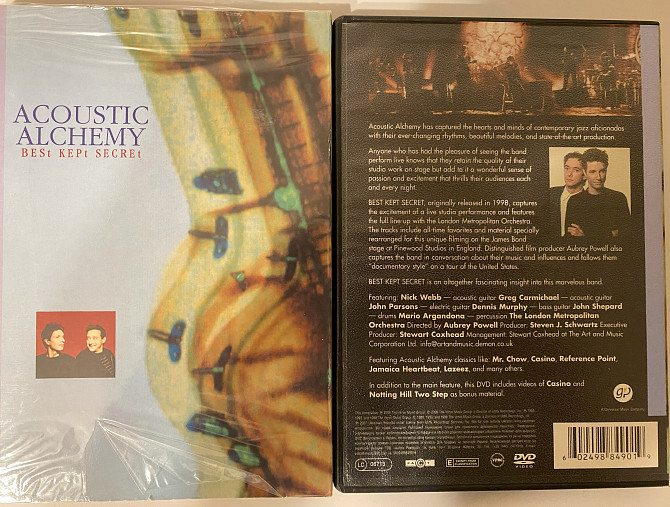 ACOUSTIC
ALCHEMY
BESt KEPt SECREt
Acoustic Alchemy has captured the hearts and minds of contemporary jazz aficionados
with their ever-changing rhythms, beautiful melodies, and state-of-the-art production.
Anyone who has had the pleasure of seeing the band
perform live knows that they retain the quality of their
studio work on stage but add to it a wonderful sense of
passion and excitement that thrills their audiences each
and every night.
BEST KEPT SECRET, originally released in 1998, captures
the excitement of a live studio performance and features
the full line-up with the London Metropolitan Orchestra.
The tracks include all-time favorites and material specially
rearranged for this unique filming on the James Bond
stage at Pinewood Studios in England. Distinguished film producer Aubrey Powell also
captures the band in conversation about their music and influences and follows them
"documentary style" on a tour of the United States.
BEST KEPT SECRET is an altogether fascinating insight into this marvelous band.
Featuring: Nick Webb — acoustic guitar Greg Carmichael — acoustic guitar
John Parsons — electric guitar Dennis Murphy — bass guitar John Shepard
— drums Mario Argandona — percussion The London Metropolitan
Orchestra Directed by Aubrey Powell Producer: Steven J. Schwartz Executive
Producer: Stewart Coxhead Management: Stewart Coxhead at The Art and Music
Corporation Ltd. info@artandmusic.demon.co.uk
Featuring Acoustic Alchemy classics like: Mr. Chow, Casino, Reference Point,
Jamaica Heartbeat, Lazeez, and many others.
In addition to the main feature, this DVD includes videos of Casino and
Notting Hill Two Step as bonus material.
gp
LC 06713
E
DVD
VIDEO
6 02498 84901 9